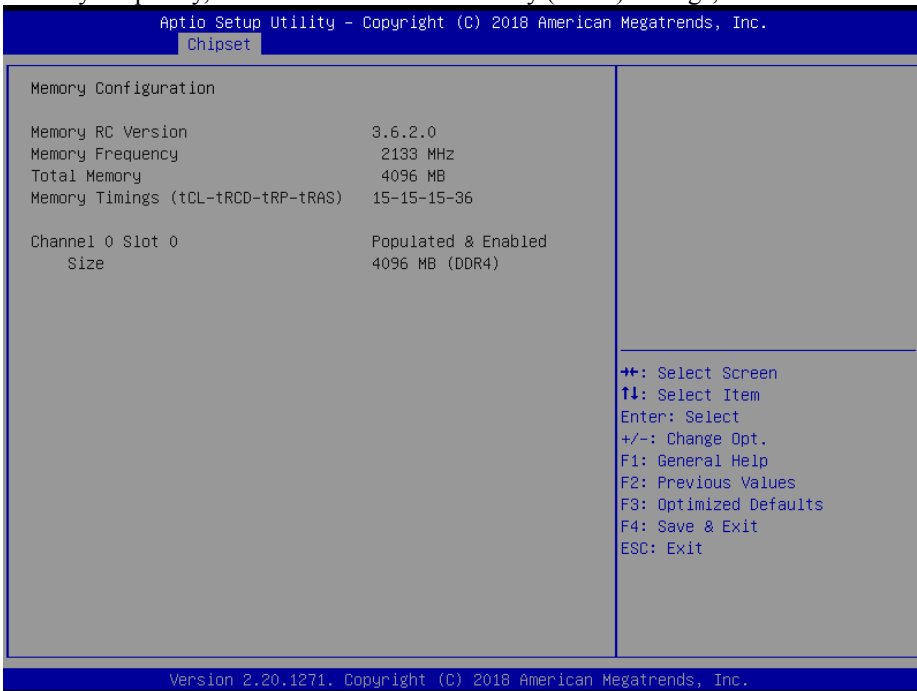 Aptio Setup Utility – Copyright (C) 2018 American Megatrends, Inc.
Chipset
Memory Configuration
Memory RC Version 3.6.2.0
Memory Frequency 2133 MHz
Total Memory 4096 MB
Memory Timings (tCL-tRCD-tRP-tRAS) 15-15-15-36
Channel 0 Slot 0 Populated & Enabled
Size 4096 MB (DDR4)
→←: Select Screen
↑↓: Select Item
Enter: Select
+/-: Change Opt.
F1: General Help
F2: Previous Values
F3: Optimized Defaults
F4: Save & Exit
ESC: Exit
Version 2.20.1271. Copyright (C) 2018 American Megatrends, Inc.